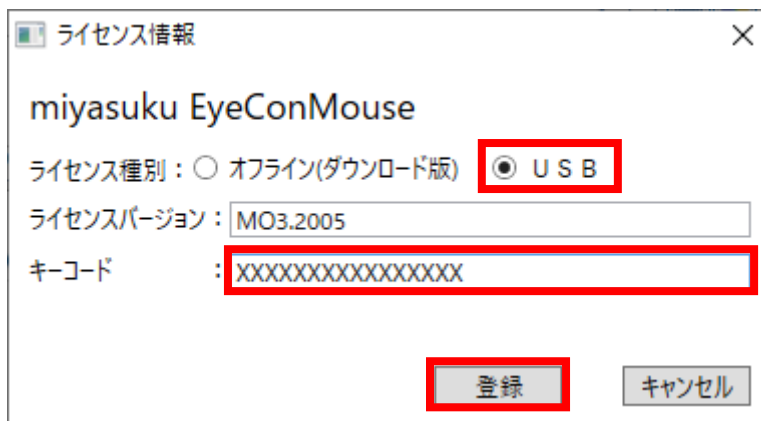 ライセンス情報
miyasuku EyeConMouse
ライセンス種別：○ オフライン(ダウンロード版) ◉ ＵＳＢ
ライセンスバージョン：MO3.2005
キーコード ：XXXXXXXXXXXXXXXX
登録 キャンセル